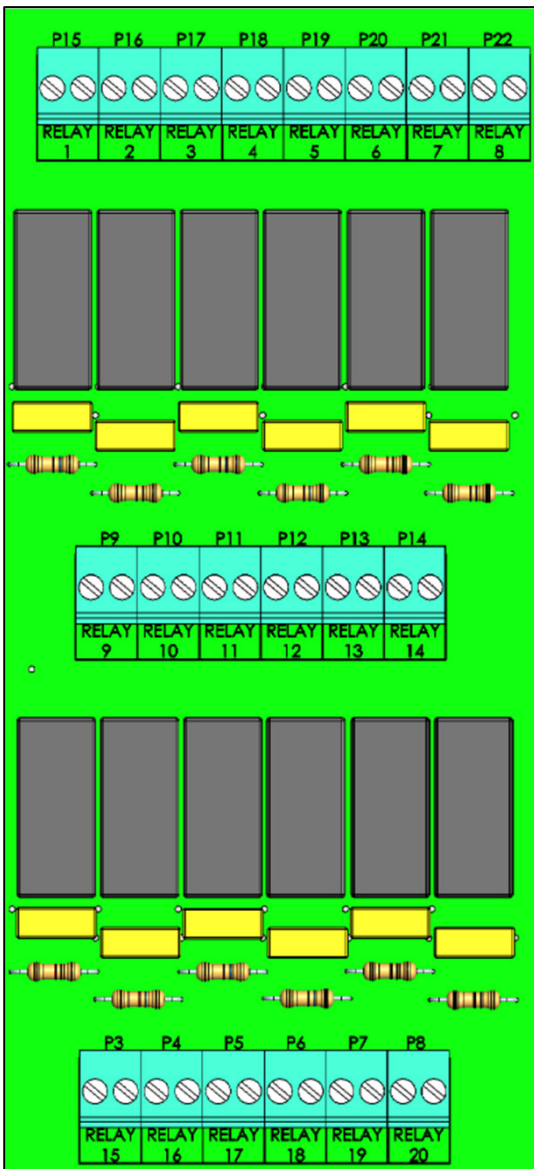 P15 P16 P17 P18 P19 P20 P21 P22
RELAY RELAY RELAY RELAY RELAY RELAY RELAY RELAY
1 2 3 4 5 6 7 8
P9 P10 P11 P12 P13 P14
RELAY RELAY RELAY RELAY RELAY RELAY
9 10 11 12 13 14
P3 P4 P5 P6 P7 P8
RELAY RELAY RELAY RELAY RELAY RELAY
15 16 17 18 19 20